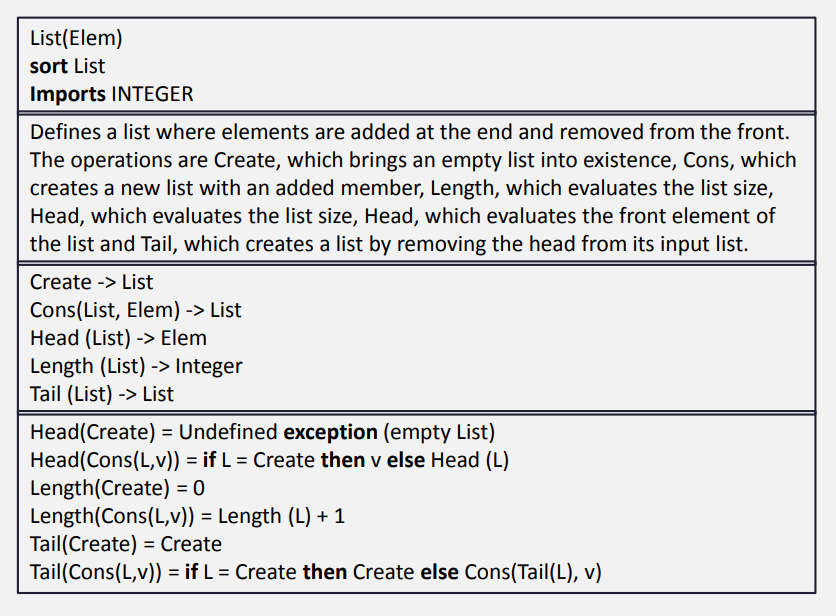 List(Elem)
sort List
Imports INTEGER
Defines a list where elements are added at the end and removed from the front.
The operations are Create, which brings an empty list into existence, Cons, which
creates a new list with an added member, Length, which evaluates the list size,
Head, which evaluates the list size, Head, which evaluates the front element of
the list and Tail, which creates a list by removing the head from its input list.
Create -> List
Cons(List, Elem) -> List
Head (List) -> Elem
Length (List) -> Integer
Tail (List) -> List
Head(Create) = Undefined exception (empty List)
Head(Cons(L,v)) = if L = Create then v else Head (L)
Length(Create) = 0
Length(Cons(L,v)) = Length (L) + 1
Tail(Create) = Create
Tail(Cons(L,v)) = if L = Create then Create else Cons(Tail(L), v)